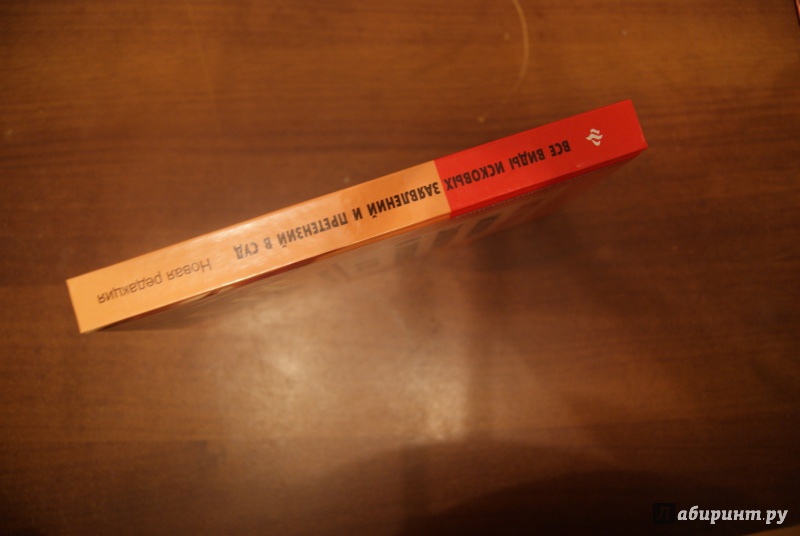 ВСЕ ВИДЫ ИСКОВЫХ ЗАЯВЛЕНИЙ И ПРЕТЕНЗИЙ В СУД Новая редакция
Лабиринт.ру